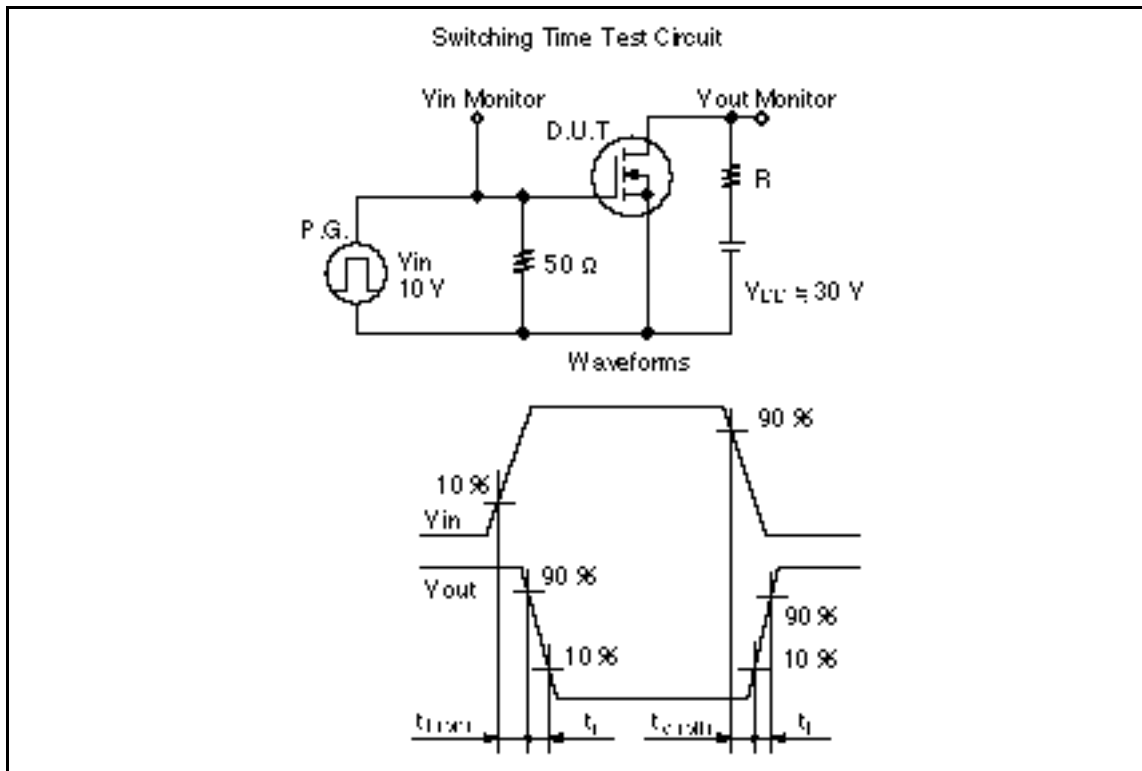 Switching Time Test Circuit
Vin Monitor
Vout Monitor
D.U.T
R
P.G.
Vin
10 V
50 Ω
30 V
Waveforms
90 %
10 %
Vin
Vout
90 %
90 %
10 %
10 %